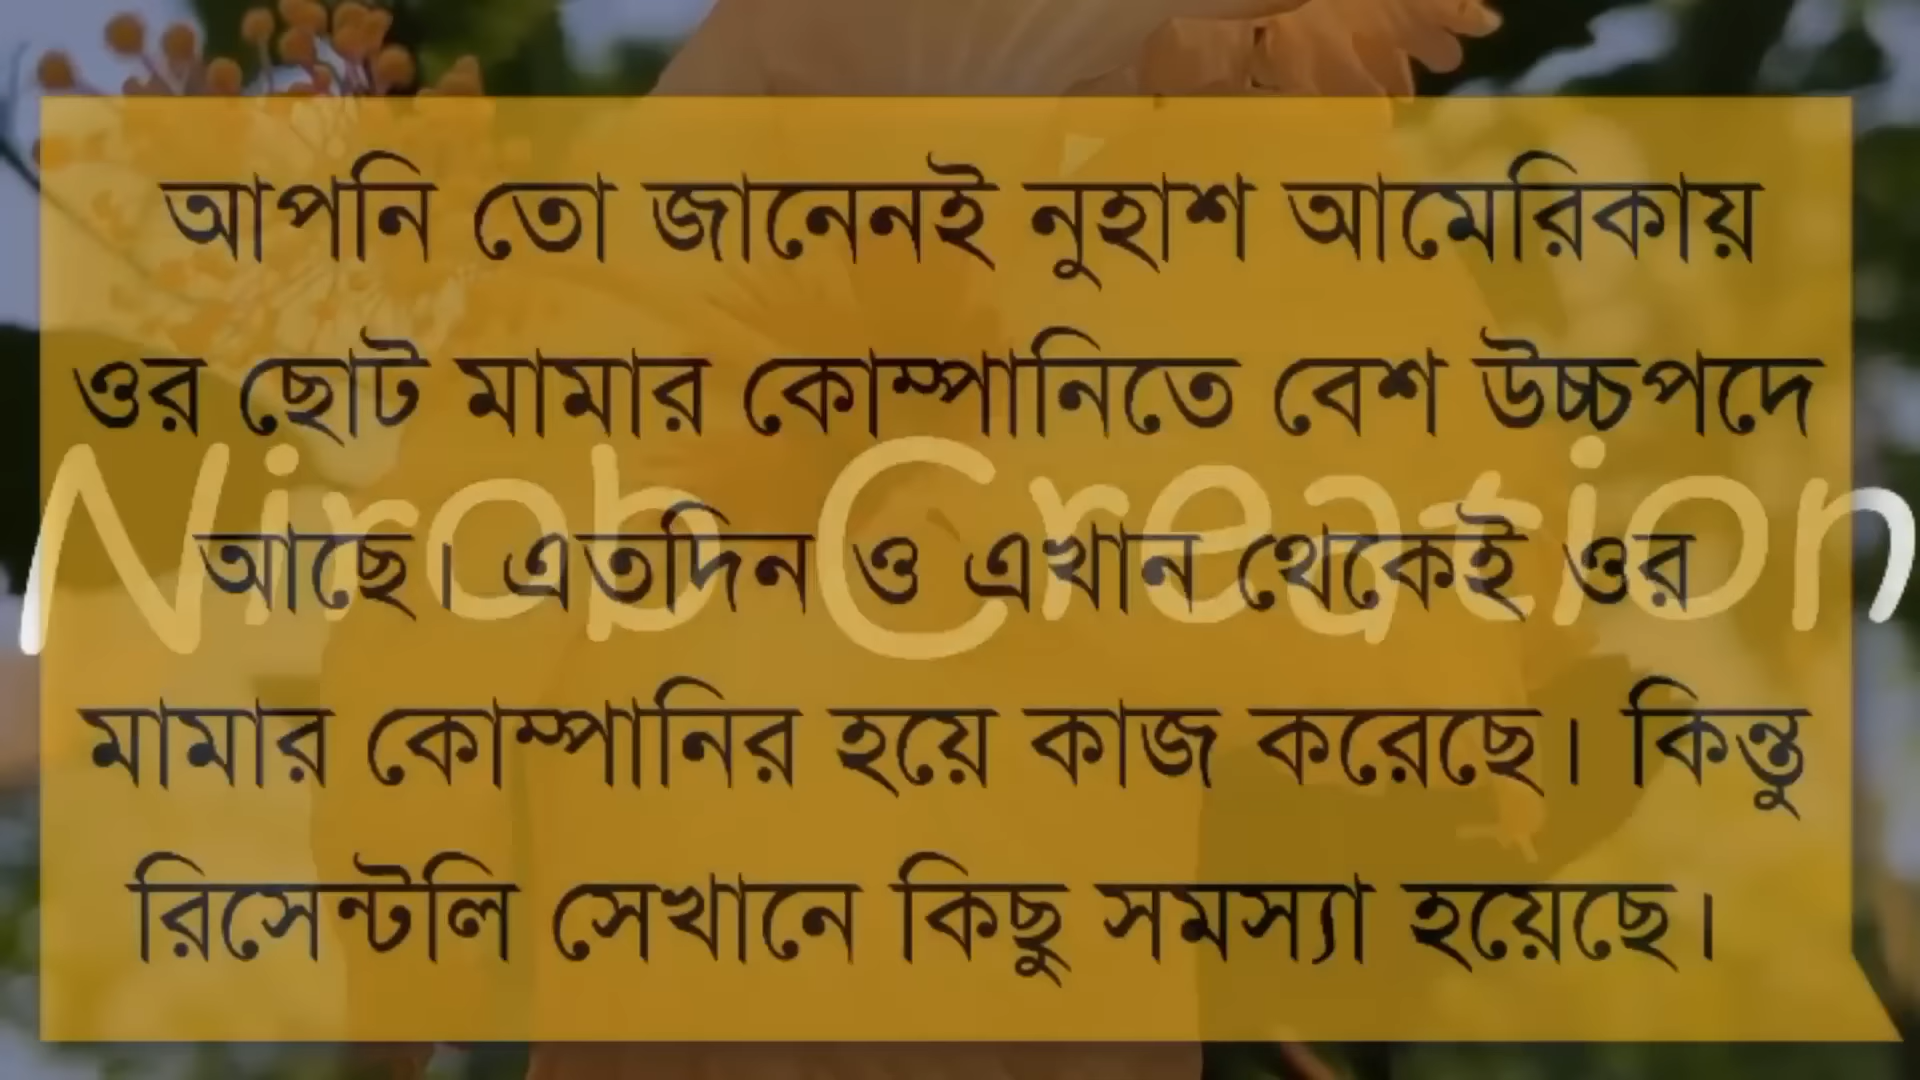 আপনি তো জানেনই নুহাশ আমেরিকায়
ওর ছোট মামার কোম্পানিতে বেশ উচ্চপদে
Nirob Creation
আছে। এতদিন ও এখান থেকেই ওর
মামার কোম্পানির হয়ে কাজ করেছে। কিন্তু
রিসেন্টলি সেখানে কিছু সমস্যা হয়েছে।